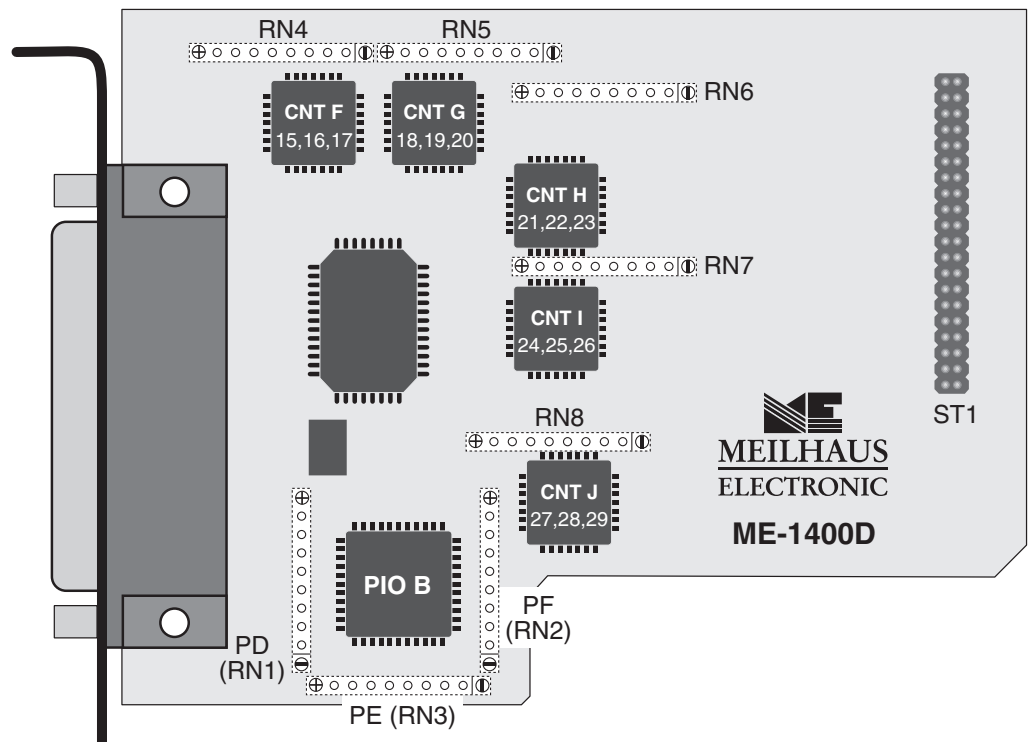 RN4
RN5
CNT F
15,16,17
CNT G
18,19,20
RN6
CNT H
21,22,23
RN7
CNT I
24,25,26
ST1
RN8
ME
MEILHAUS
ELECTRONIC
ME-1400D
CNT J
27,28,29
PIO B
PF
(RN2)
PD
(RN1)
PE (RN3)